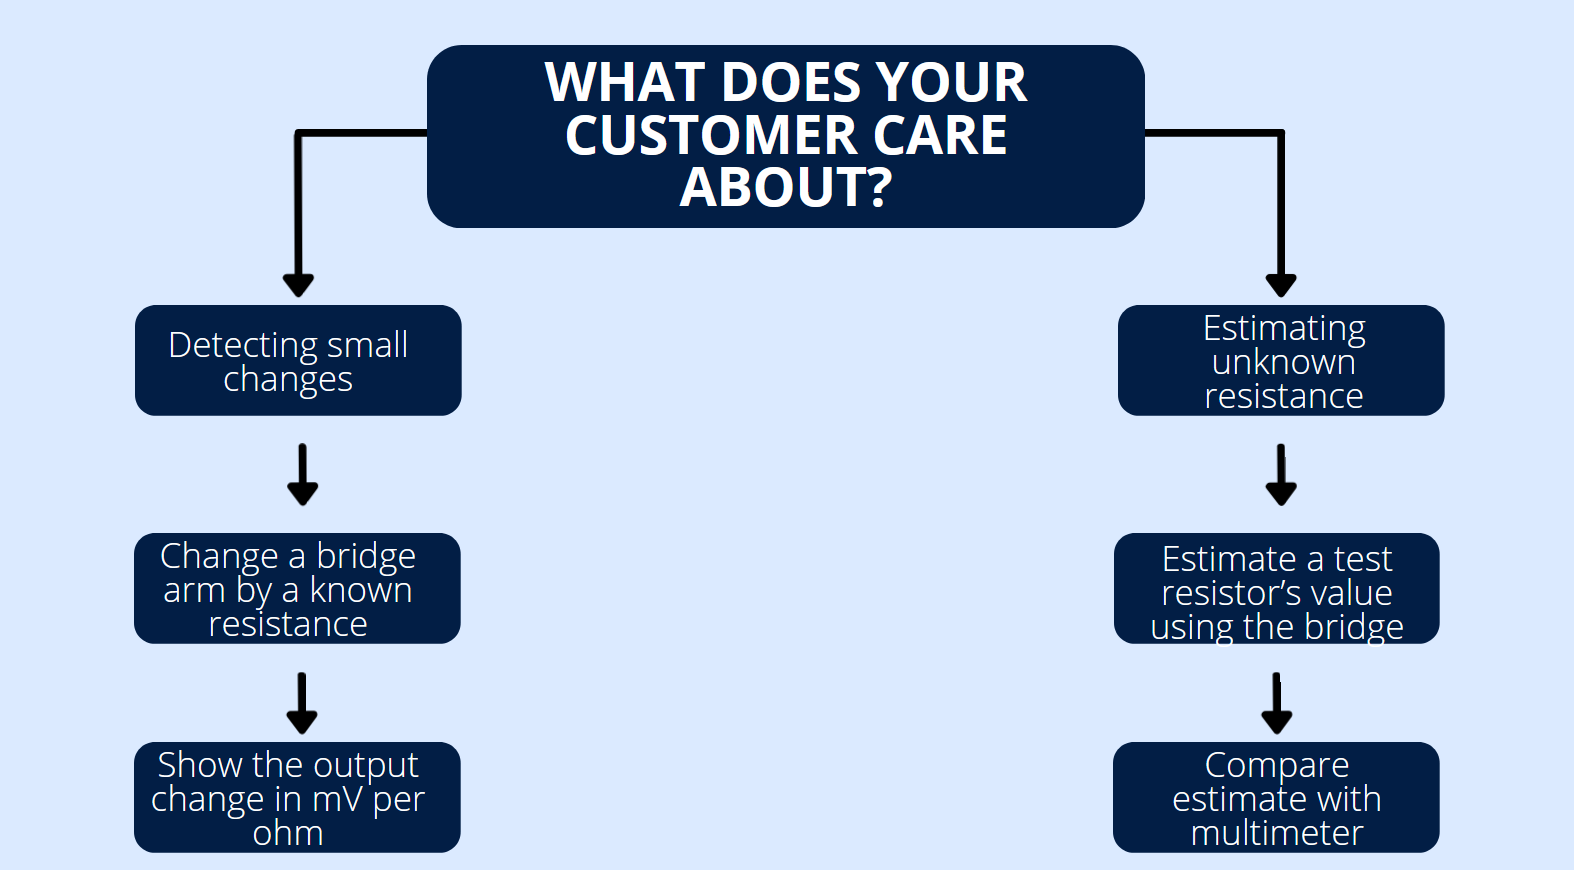 WHAT DOES YOUR
CUSTOMER CARE
ABOUT?
Detecting small
changes
Change a bridge
arm by a known
resistance
Show the output
change in mV per
ohm
Estimating
unknown
resistance
Estimate a test
resistor’s value
using the bridge
Compare
estimate with
multimeter